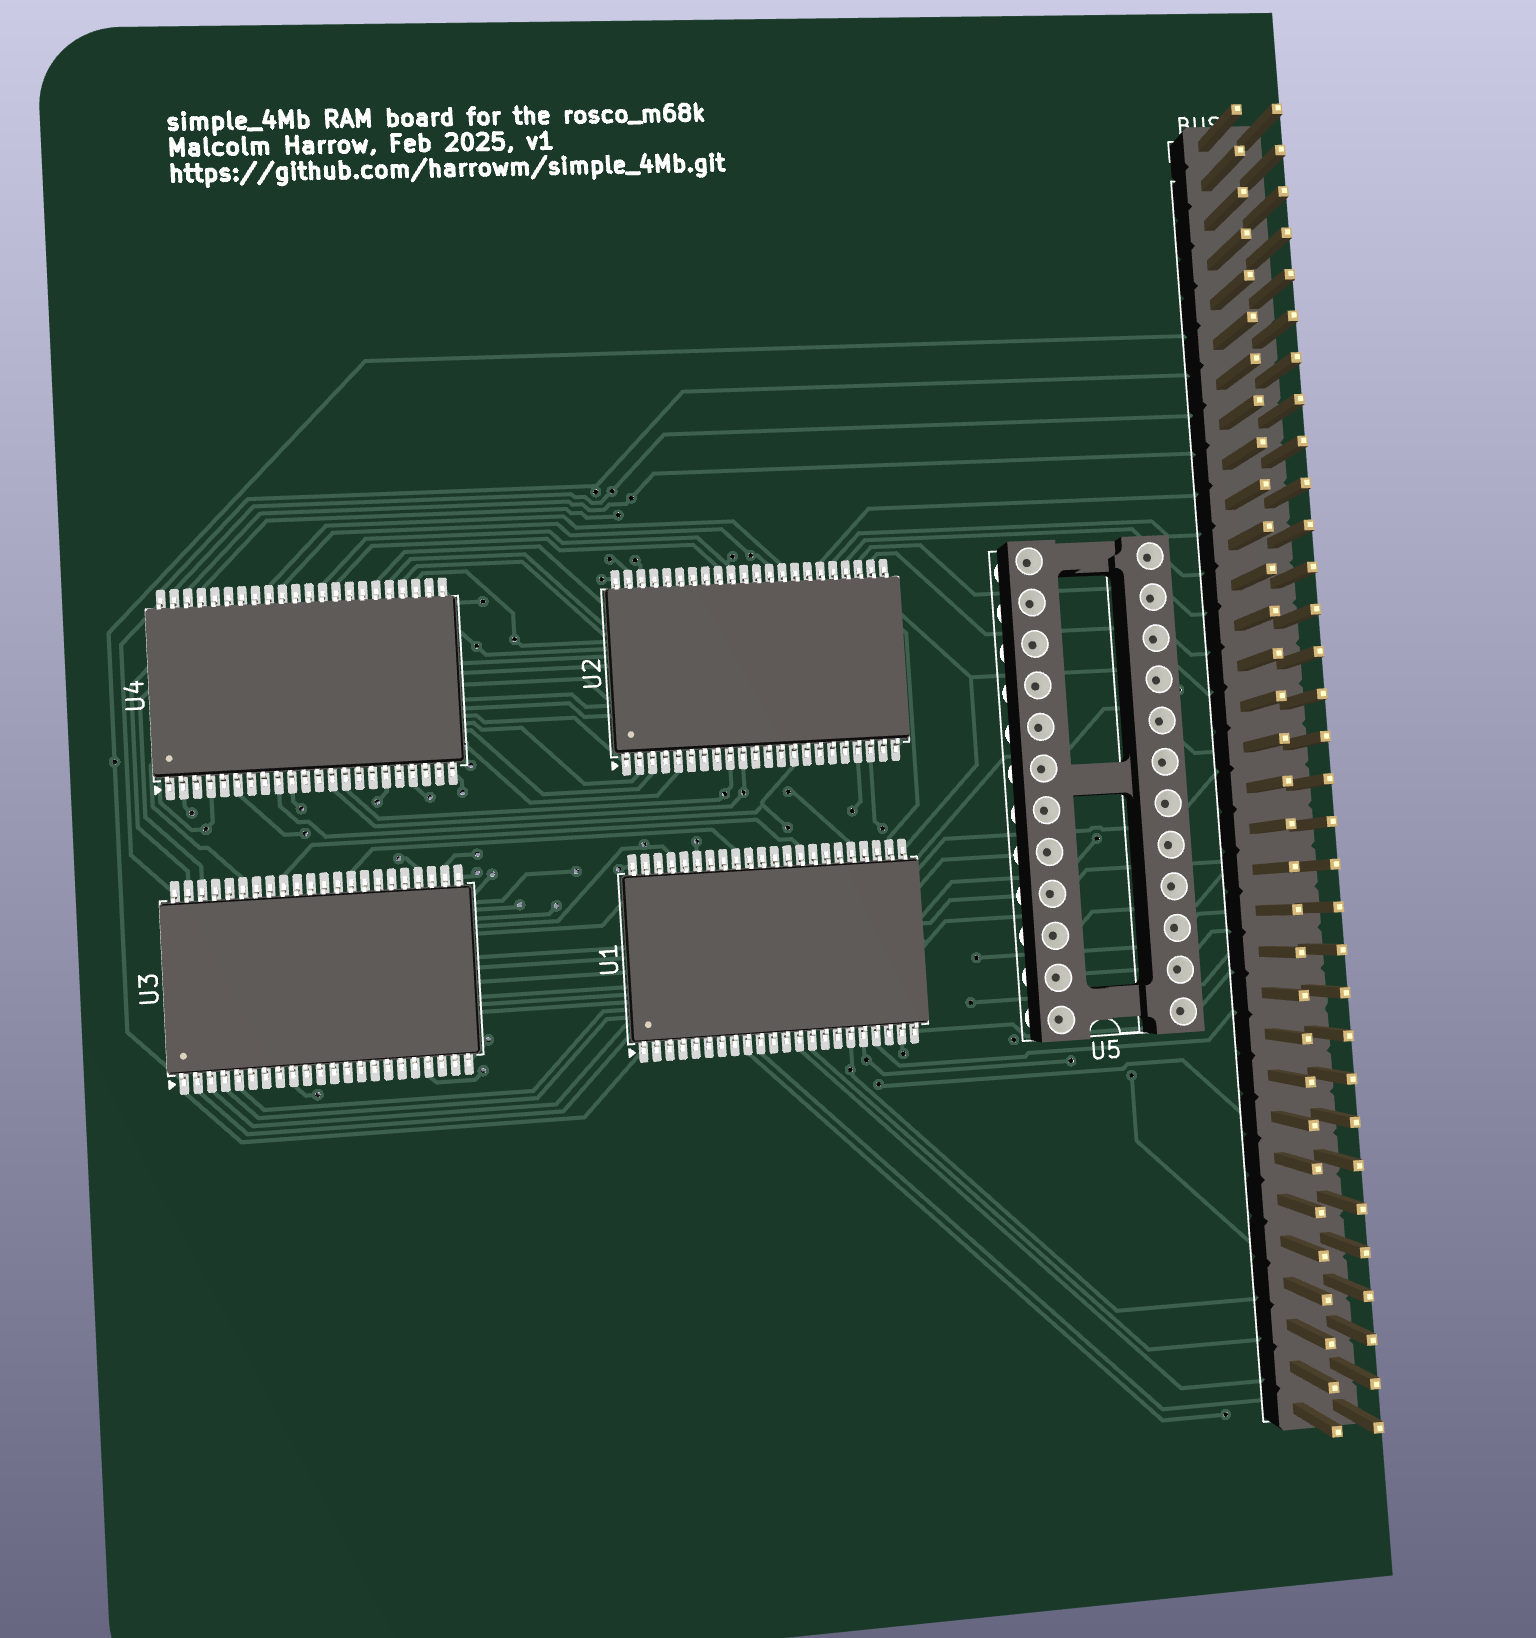 simple_4Mb RAM board for the rosco_m68k
Malcolm Harrow, Feb 2025, v1
https://github.com/harrowm/simple_4Mb.git
BUS
U4
U2
U3
U1
U5